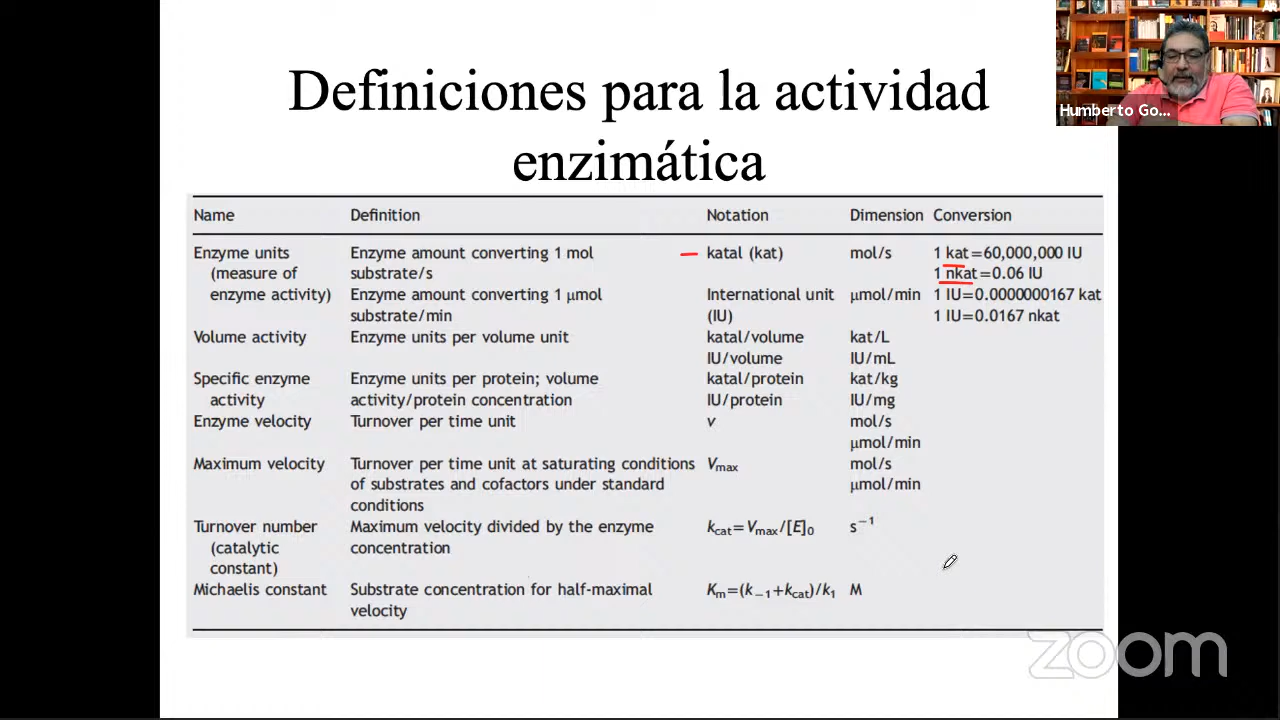 Definiciones para la actividad
enzimática
Humberto Go...
Name Definition Notation Dimension Conversion
Enzyme units Enzyme amount converting 1 mol katal (kat) mol/s 1 kat=60,000,000 IU
(measure of substrate/s 1 nkat=0.06 IU
enzyme activity) Enzyme amount converting 1 μmol International unit μmol/min 1 IU=0.0000000167 kat
substrate/min (IU) 1 IU=0.0167 nkat
Volume activity Enzyme units per volume unit katal/volume kat/L
IU/volume IU/mL
Specific enzyme Enzyme units per protein; volume katal/protein kat/kg
activity activity/protein concentration IU/protein IU/mg
Enzyme velocity Turnover per time unit v mol/s
μmol/min
Maximum velocity Turnover per time unit at saturating conditions Vmax mol/s
of substrates and cofactors under standard μmol/min
conditions
Turnover number Maximum velocity divided by the enzyme kcat=Vmax/[E]0 s⁻¹
(catalytic concentration
constant)
Michaelis constant Substrate concentration for half-maximal Km=(k−1+kcat)/k1 M
velocity
zoom